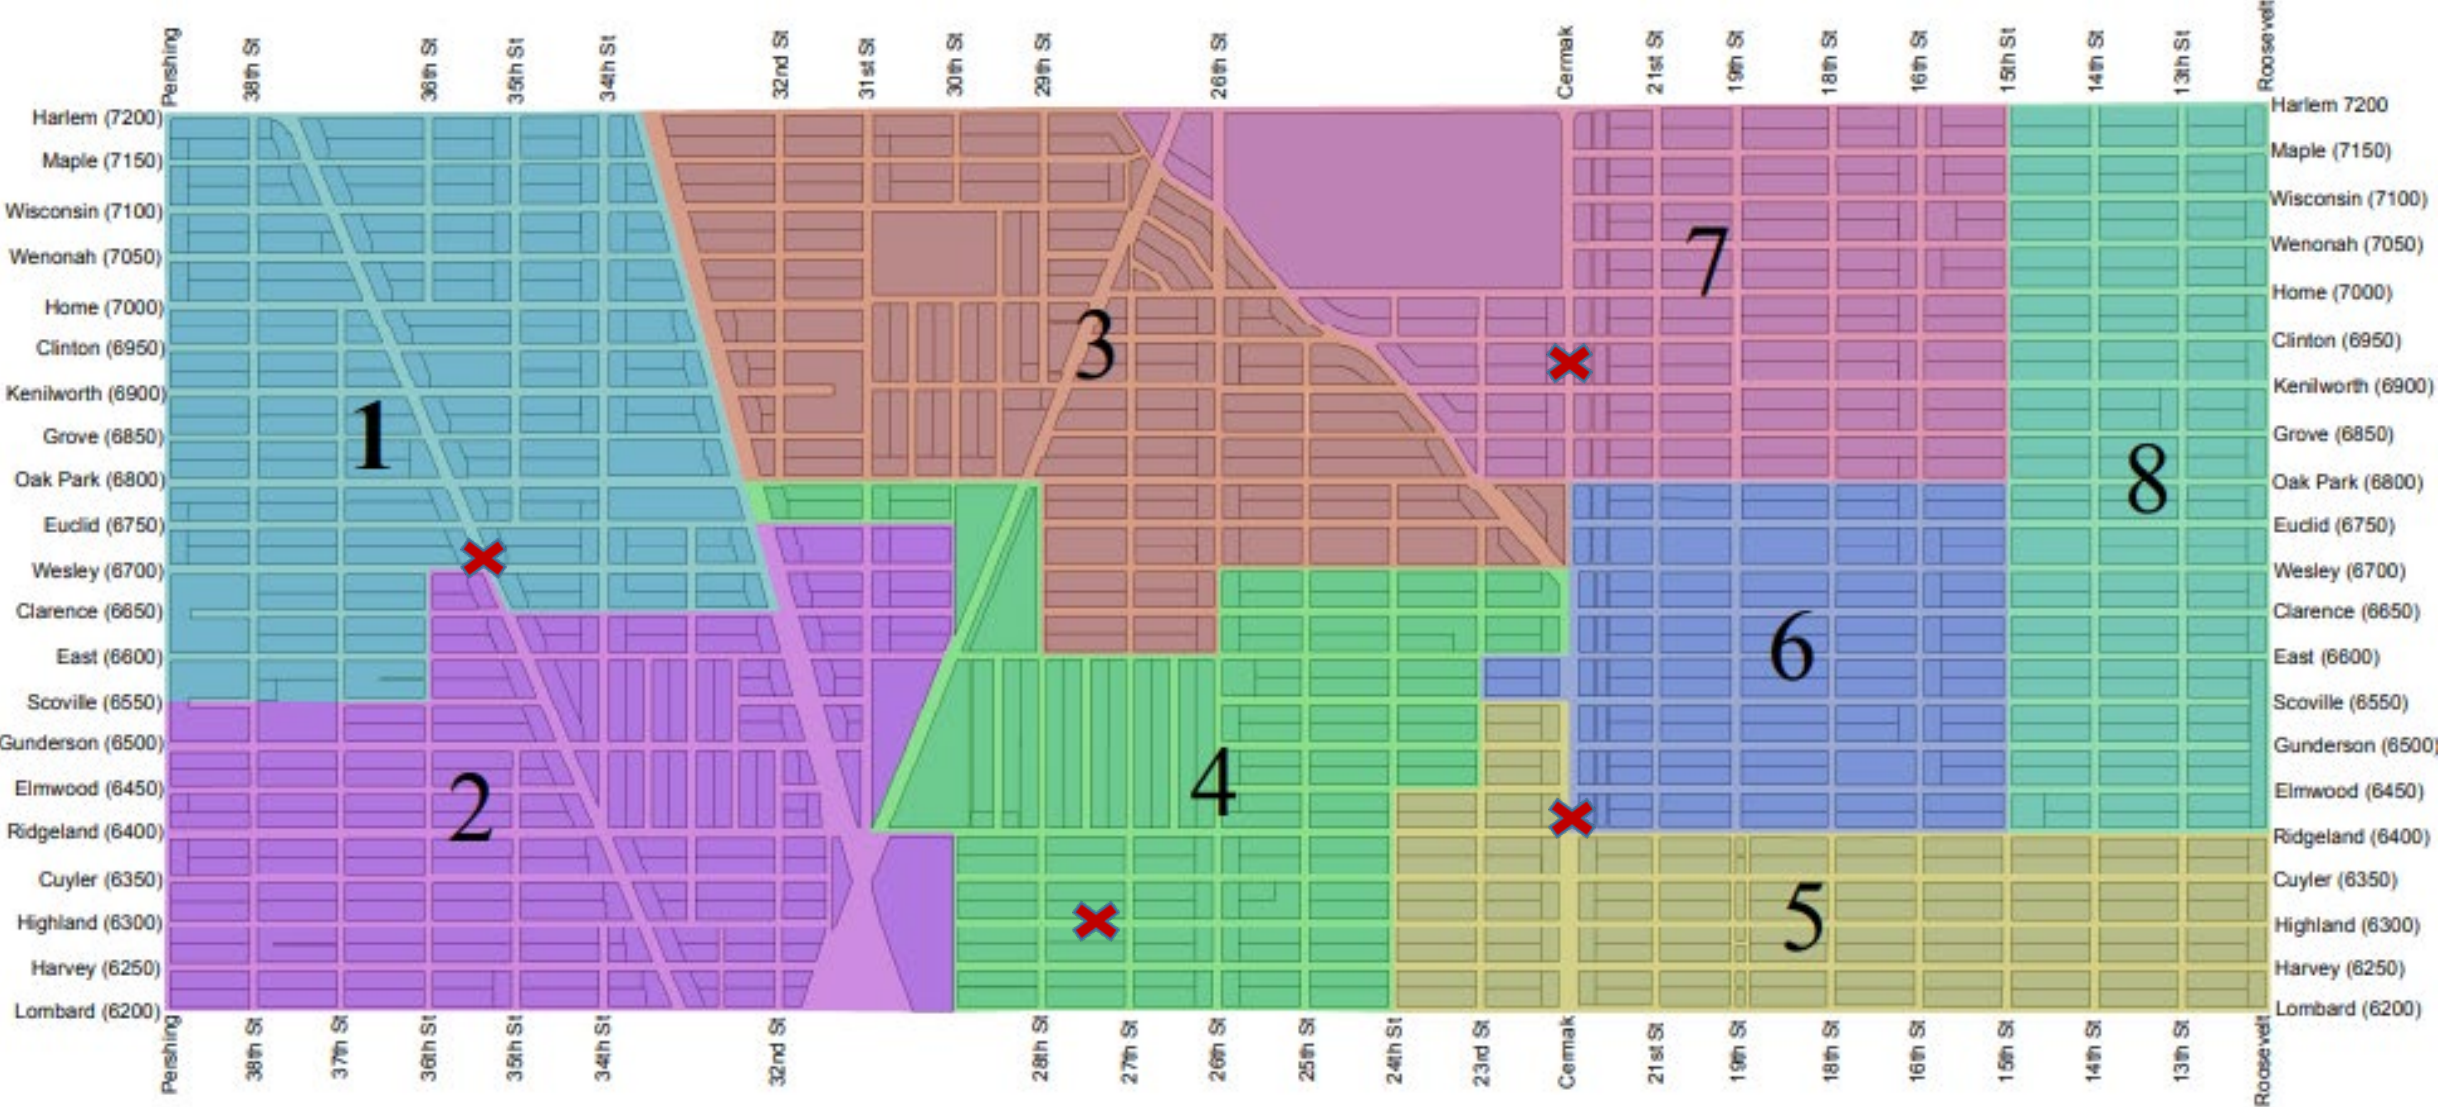 Pershing
38th St
36th St
35th St
34th St
32nd St
31st St
30th St
29th St
26th St
Cermak
21st St
19th St
18th St
16th St
15th St
14th St
13th St
Roosevelt
Harlem (7200)
Maple (7150)
Wisconsin (7100)
Wenonah (7050)
Home (7000)
Clinton (6950)
Kenilworth (6900)
Grove (6850)
Oak Park (6800)
Euclid (6750)
Wesley (6700)
Clarence (6650)
East (6600)
Scoville (6550)
Gunderson (6500)
Elmwood (6450)
Ridgeland (6400)
Cuyler (6350)
Highland (6300)
Harvey (6250)
Lombard (6200)
1
2
3
4
5
6
7
8
Harlem 7200
Maple (7150)
Wisconsin (7100)
Wenonah (7050)
Home (7000)
Clinton (6950)
Kenilworth (6900)
Grove (6850)
Oak Park (6800)
Euclid (6750)
Wesley (6700)
Clarence (6650)
East (6600)
Scoville (6550)
Gunderson (6500)
Elmwood (6450)
Ridgeland (6400)
Cuyler (6350)
Highland (6300)
Harvey (6250)
Lombard (6200)
Pershing
38th St
37th St
36th St
35th St
34th St
32nd St
28th St
27th St
26th St
25th St
24th St
23rd St
Cermak
21st St
19th St
18th St
16th St
15th St
14th St
13th St
Roosevelt